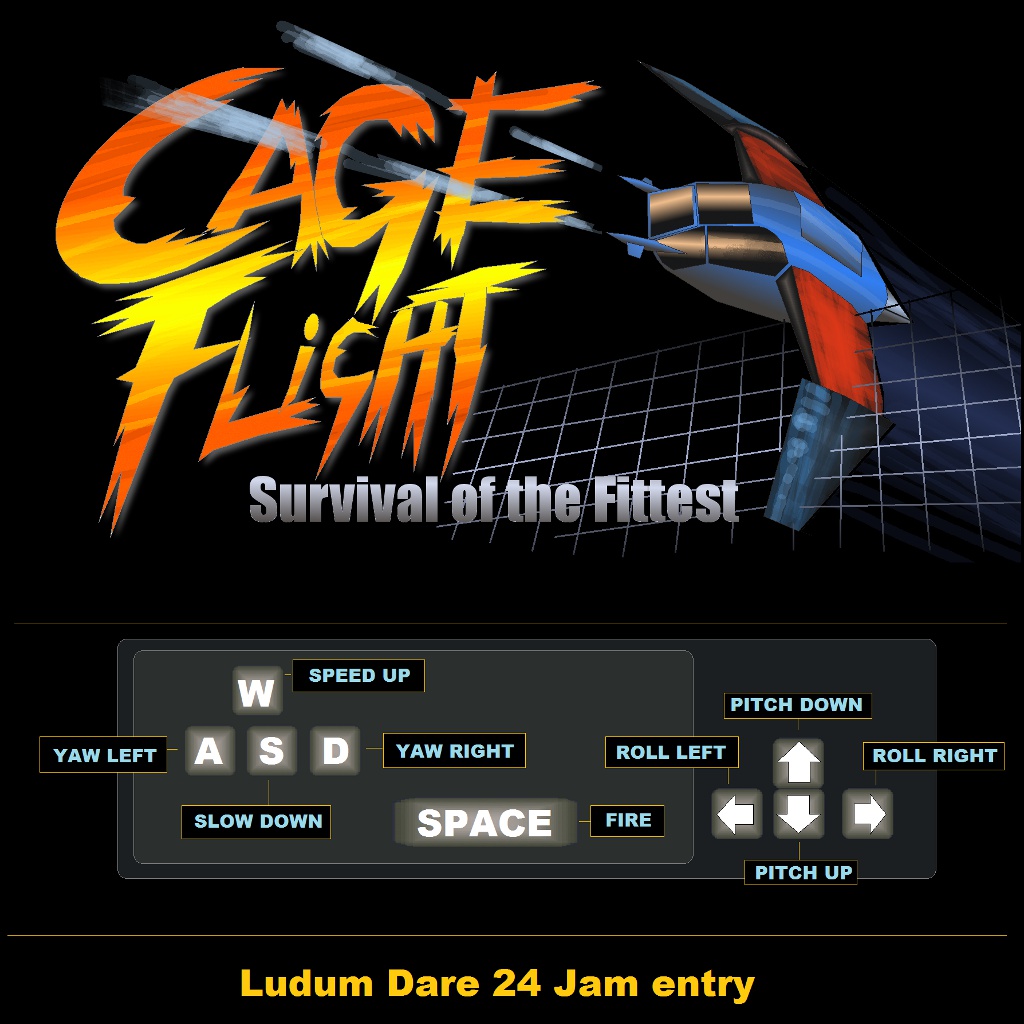 CAGE
FLiGHT
Survival of the Fittest
W
SPEED UP
YAW LEFT
A
S
D
YAW RIGHT
SLOW DOWN
SPACE
FIRE
PITCH DOWN
ROLL LEFT
ROLL RIGHT
PITCH UP
Ludum Dare 24 Jam entry